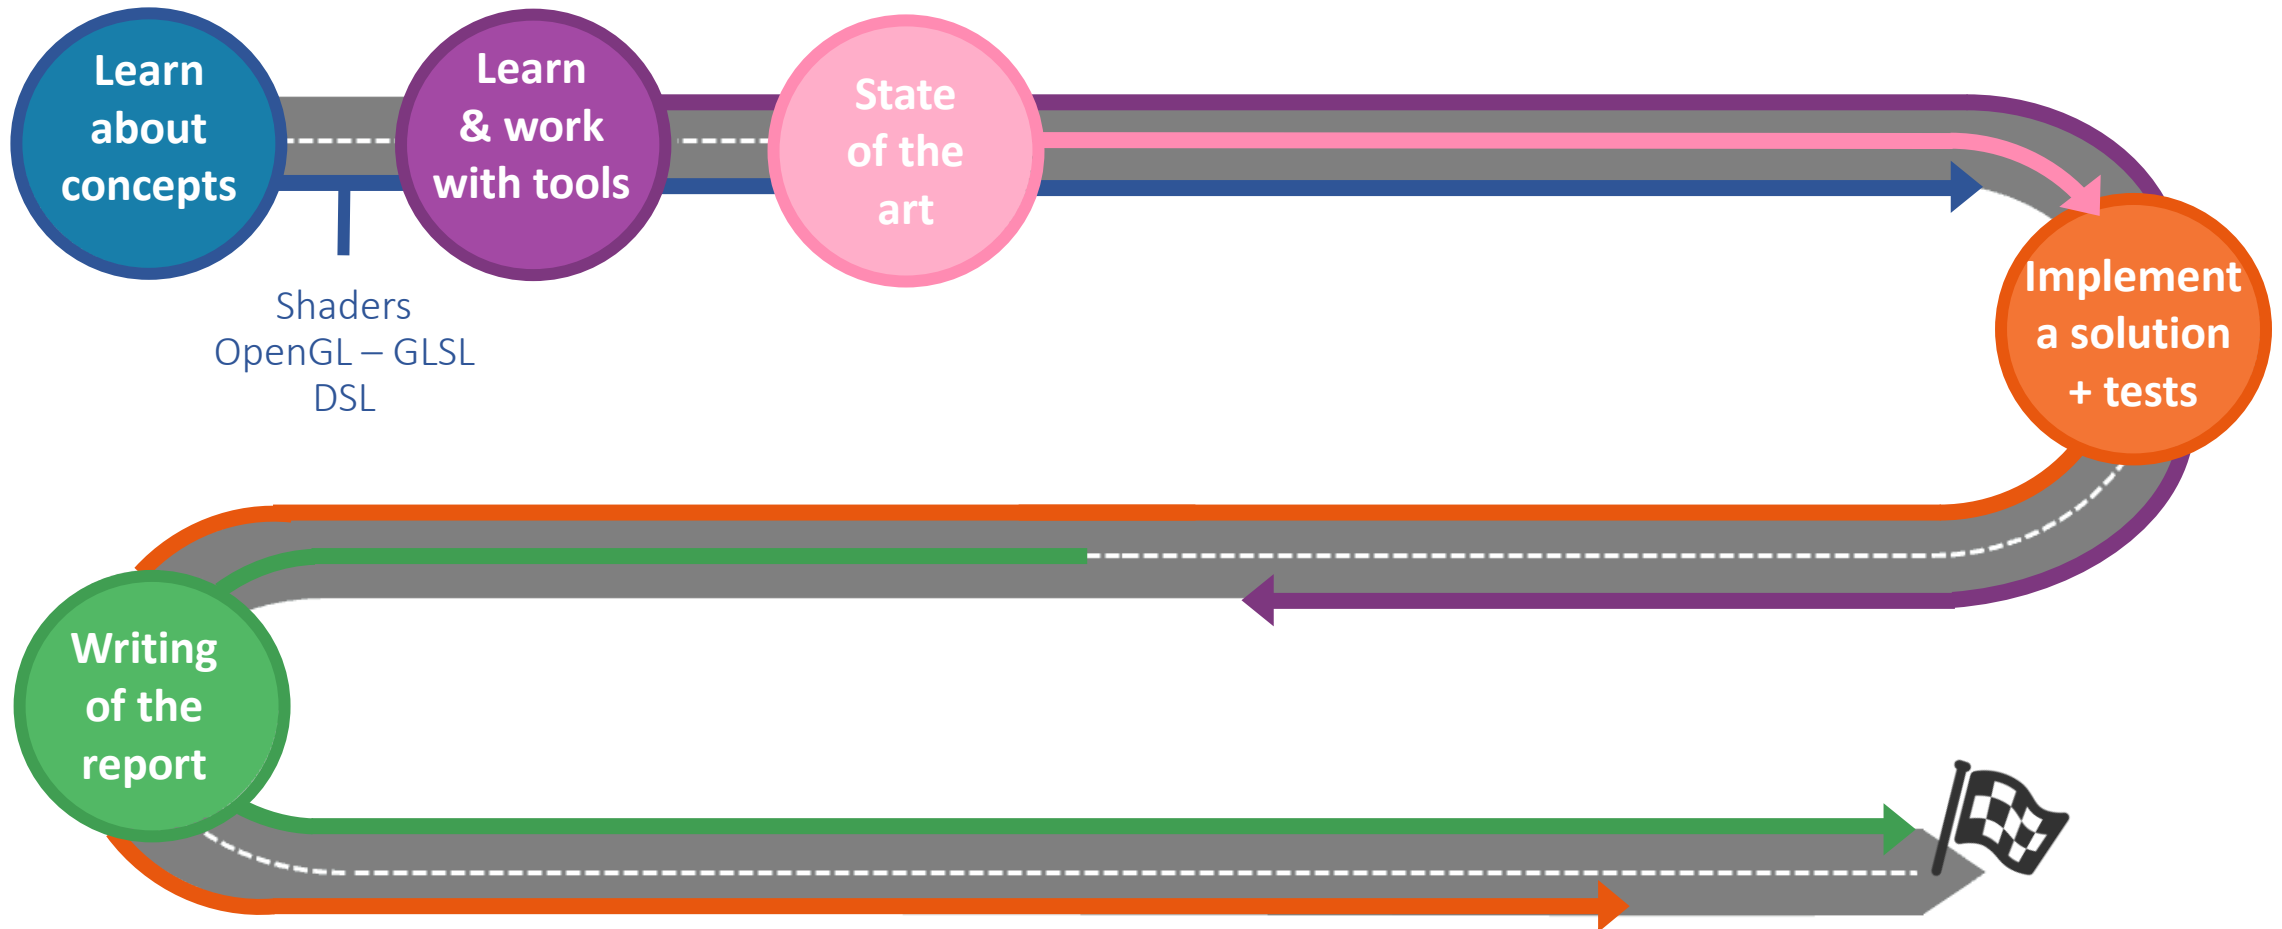 Learn
about
concepts
Learn
& work
with tools
State
of the
art
Shaders
OpenGL – GLSL
DSL
Implement
a solution
+ tests
Writing
of the
report